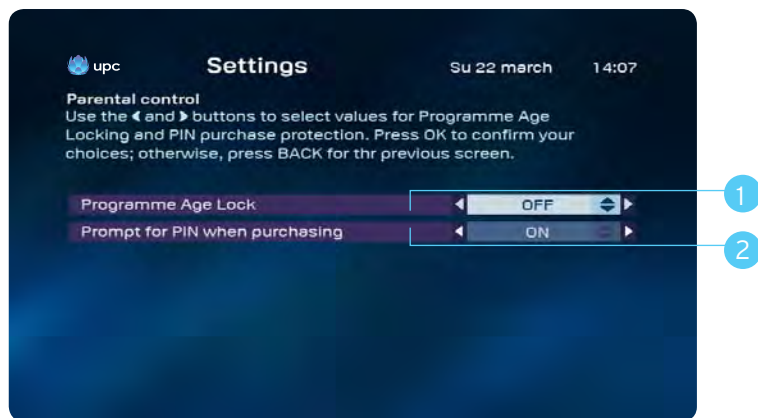 upc Settings Su 22 march 14:07
Parental control
Use the ◀ and ▶ buttons to select values for Programme Age
Locking and PIN purchase protection. Press OK to confirm your
choices; otherwise, press BACK for thr previous screen.
Programme Age Lock OFF
1
Prompt for PIN when purchasing ON
2